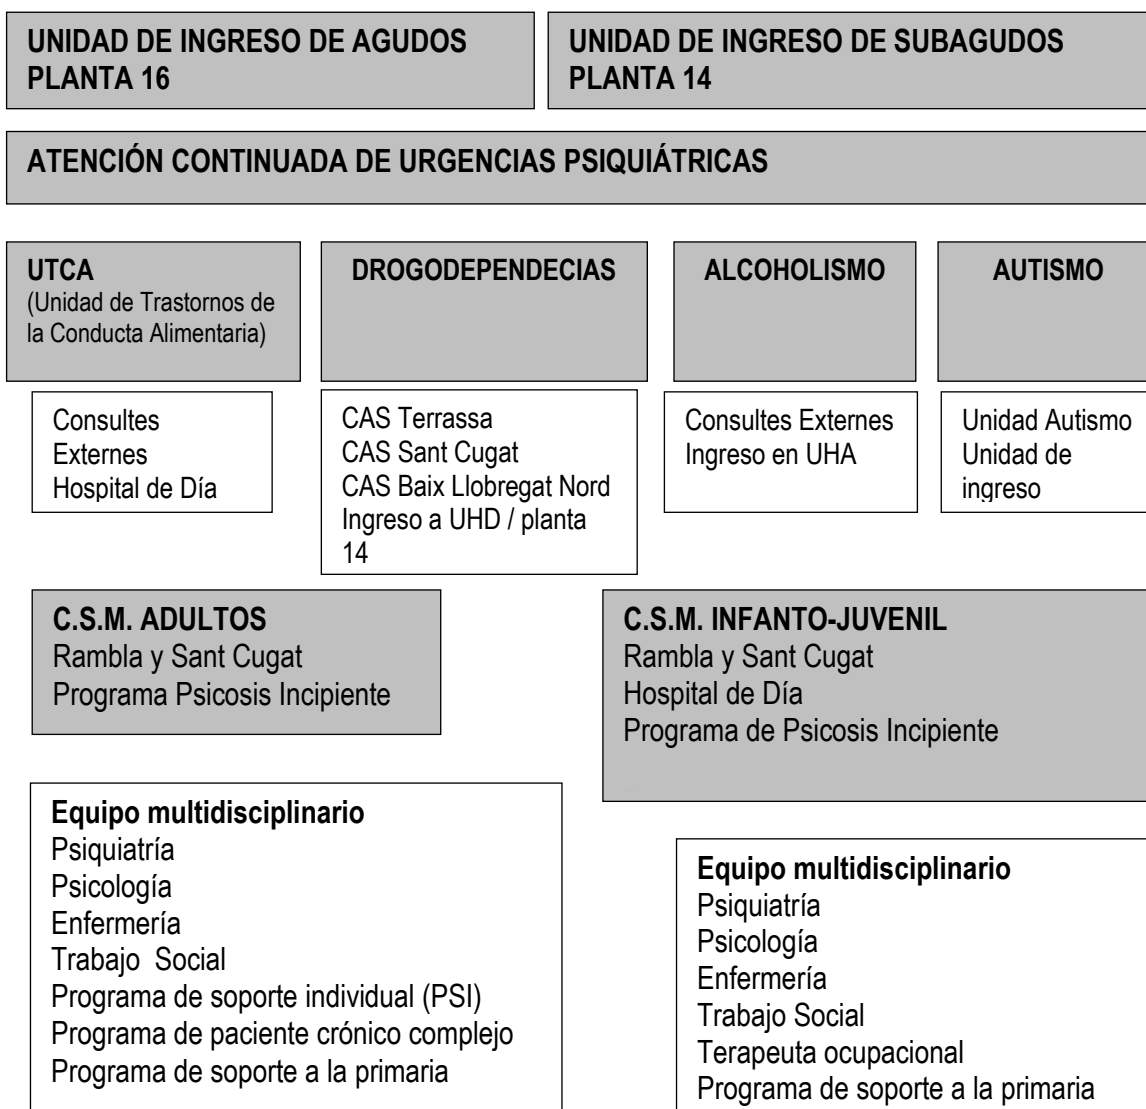 UNIDAD DE INGRESO DE AGUDOS
PLANTA 16
UNIDAD DE INGRESO DE SUBAGUDOS
PLANTA 14
ATENCIÓN CONTINUADA DE URGENCIAS PSIQUIÁTRICAS
UTCA
(Unidad de Trastornos de
la Conducta Alimentaria)
DROGODEPENDECIAS
ALCOHOLISMO
AUTISMO
Consultes
Externes
Hospital de Día
CAS Terrassa
CAS Sant Cugat
CAS Baix Llobregat Nord
Ingreso a UHD / planta
14
Consultes Externes
Ingreso en UHA
Unidad Autismo
Unidad de
ingreso
C.S.M. ADULTOS
Rambla y Sant Cugat
Programa Psicosis Incipiente
C.S.M. INFANTO-JUVENIL
Rambla y Sant Cugat
Hospital de Día
Programa de Psicosis Incipiente
Equipo multidisciplinario
Psiquiatría
Psicología
Enfermería
Trabajo Social
Programa de soporte individual (PSI)
Programa de paciente crónico complejo
Programa de soporte a la primaria
Equipo multidisciplinario
Psiquiatría
Psicología
Enfermería
Trabajo Social
Terapeuta ocupacional
Programa de soporte a la primaria